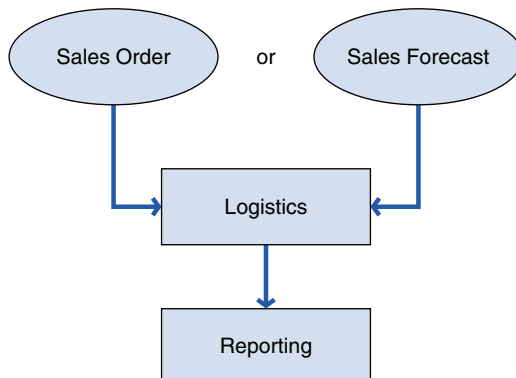 Sales Order
or
Sales Forecast
Logistics
Reporting